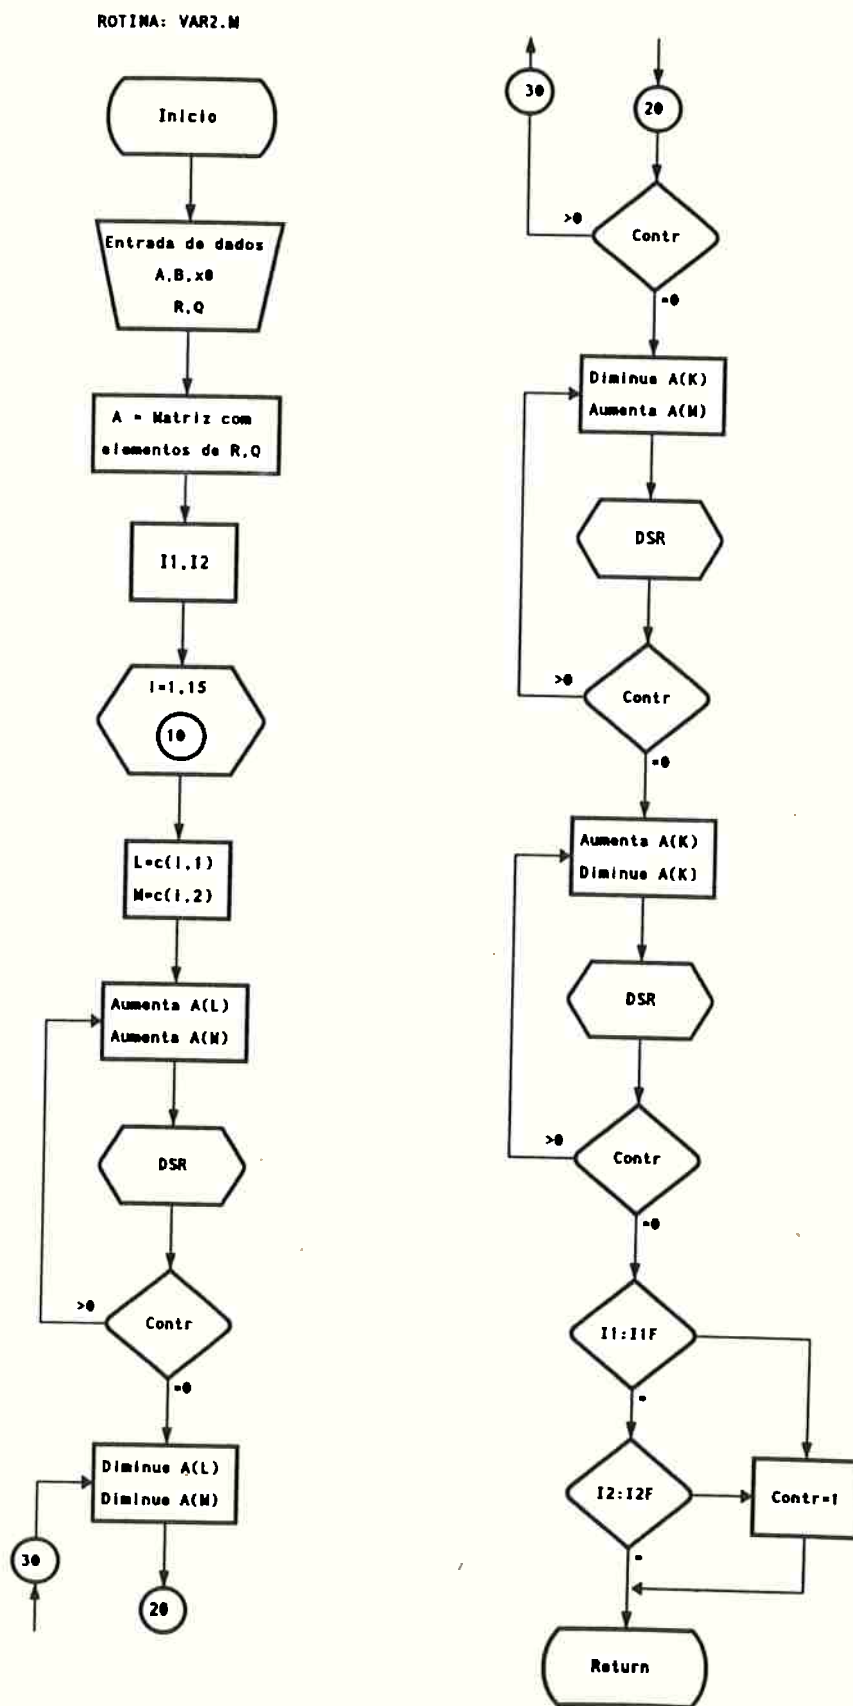 ROTINA: VAR2.M
Inicio
Entrada de dados
A,B,x0
R,Q
A = Matriz com
elementos de R,Q
I1,I2
i=1,15
10
L=c(i,1)
M=c(i,2)
Aumenta A(L)
Aumenta A(M)
DSR
>0
Contr
=0
Diminue A(L)
Diminue A(M)
30
20
30
20
>0
Contr
=0
Diminue A(K)
Aumenta A(M)
DSR
>0
Contr
=0
Aumenta A(K)
Diminue A(K)
DSR
>0
Contr
=0
I1:I1F
=
I2:I2F
Contr=1
=
Return